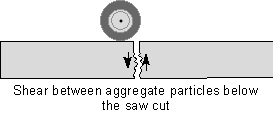 Shear between aggregate particles below
the saw cut